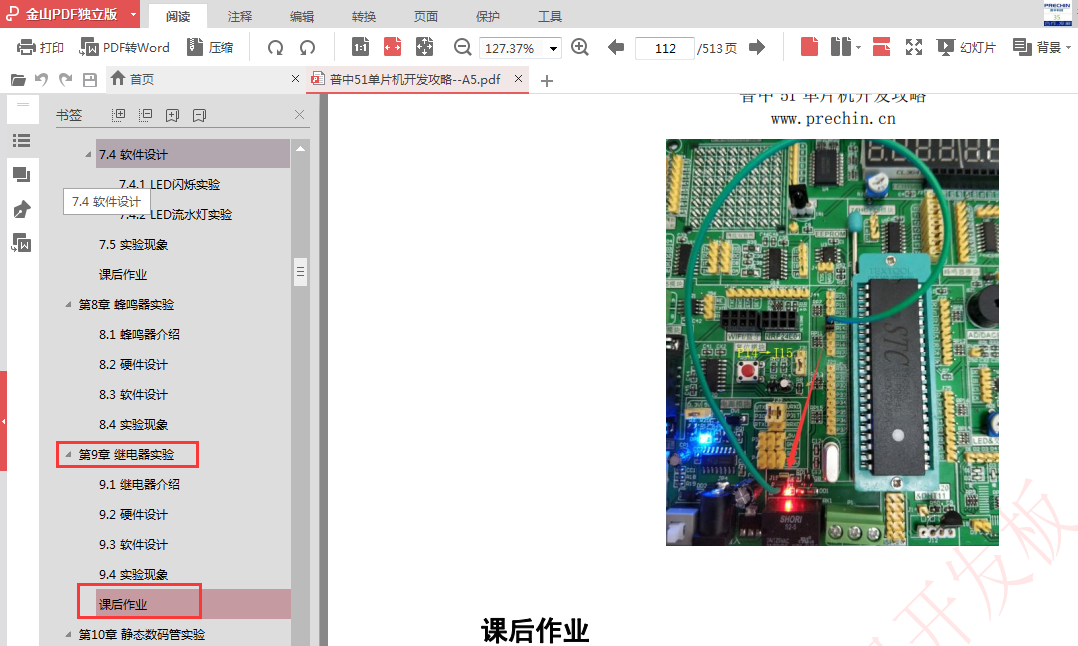 金山PDF独立版
阅读
注释
编辑
转换
页面
保护
工具
PRECHIN
打印
PDF转Word
压缩
1:1
127.37%
112
/513页
幻灯片
背景
首页
普中51单片机开发攻略--A5.pdf
书签
7.4 软件设计
7.4.1 LED闪烁实验
7.4 软件设计
7.4.2 LED流水灯实验
7.5 实验现象
课后作业
第8章 蜂鸣器实验
8.1 蜂鸣器介绍
8.2 硬件设计
8.3 软件设计
8.4 实验现象
第9章 继电器实验
9.1 继电器介绍
9.2 硬件设计
9.3 软件设计
9.4 实验现象
课后作业
第10章 静态数码管实验
普中 51 单片机开发攻略
www.prechin.cn
EEPROM
STC
P14→J15
SHORI
课后作业
开发板